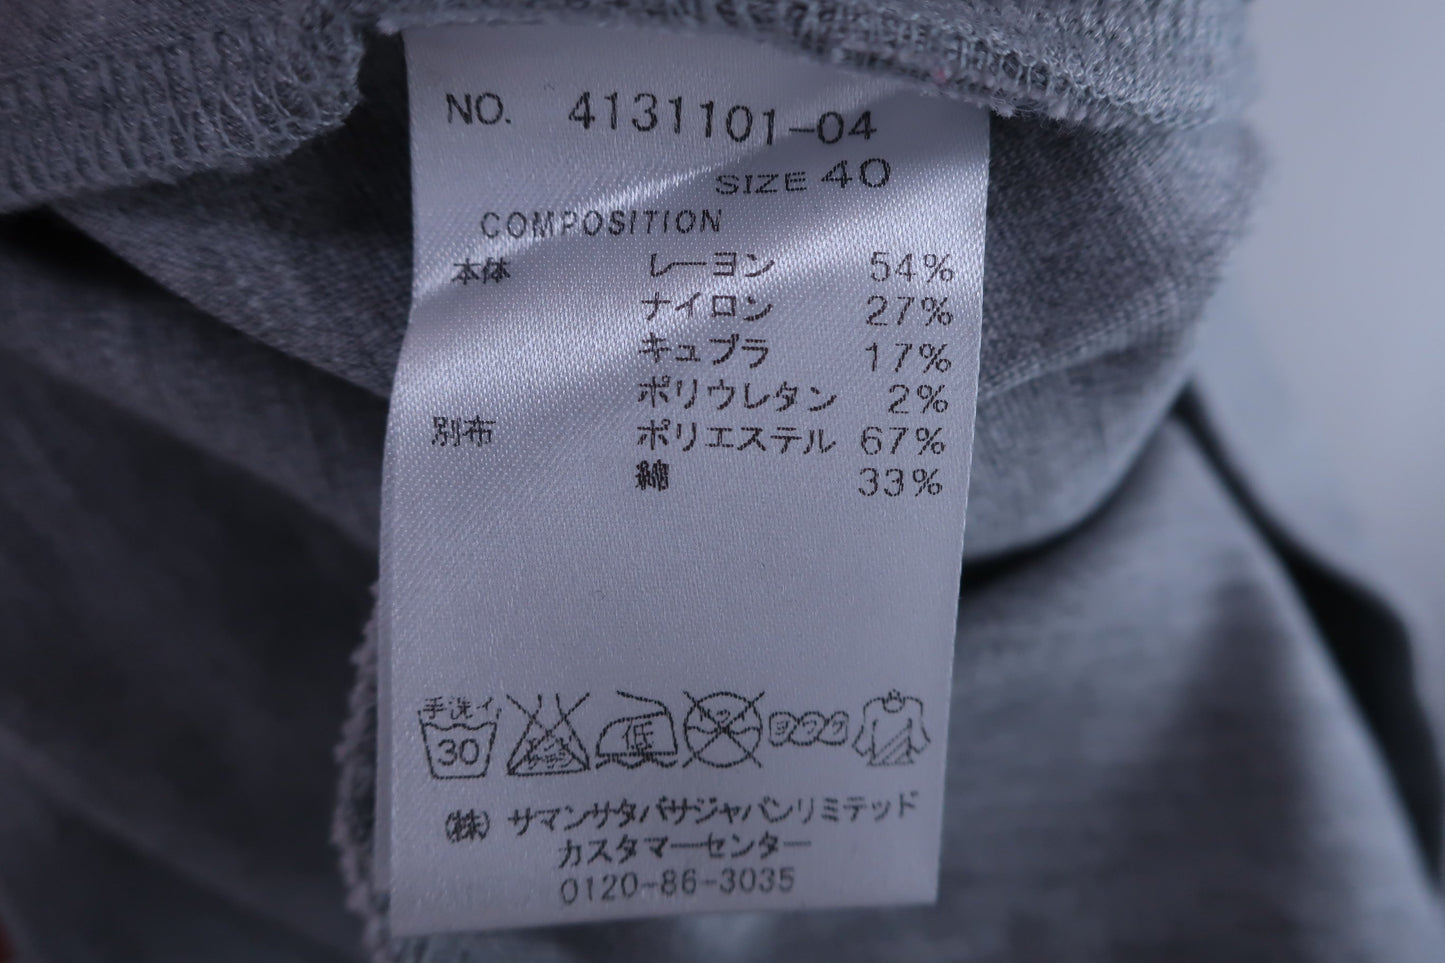 NO. 4131101-04
SIZE 40
COMPOSITION
本体 レーヨン 54%
ナイロン 27%
キュプラ 17%
ポリウレタン 2%
別布 ポリエステル 67%
綿 33%
手洗イ
30
低
(株) サマンサタバサジャパンリミテッド
カスタマーセンター
0120-86-3035